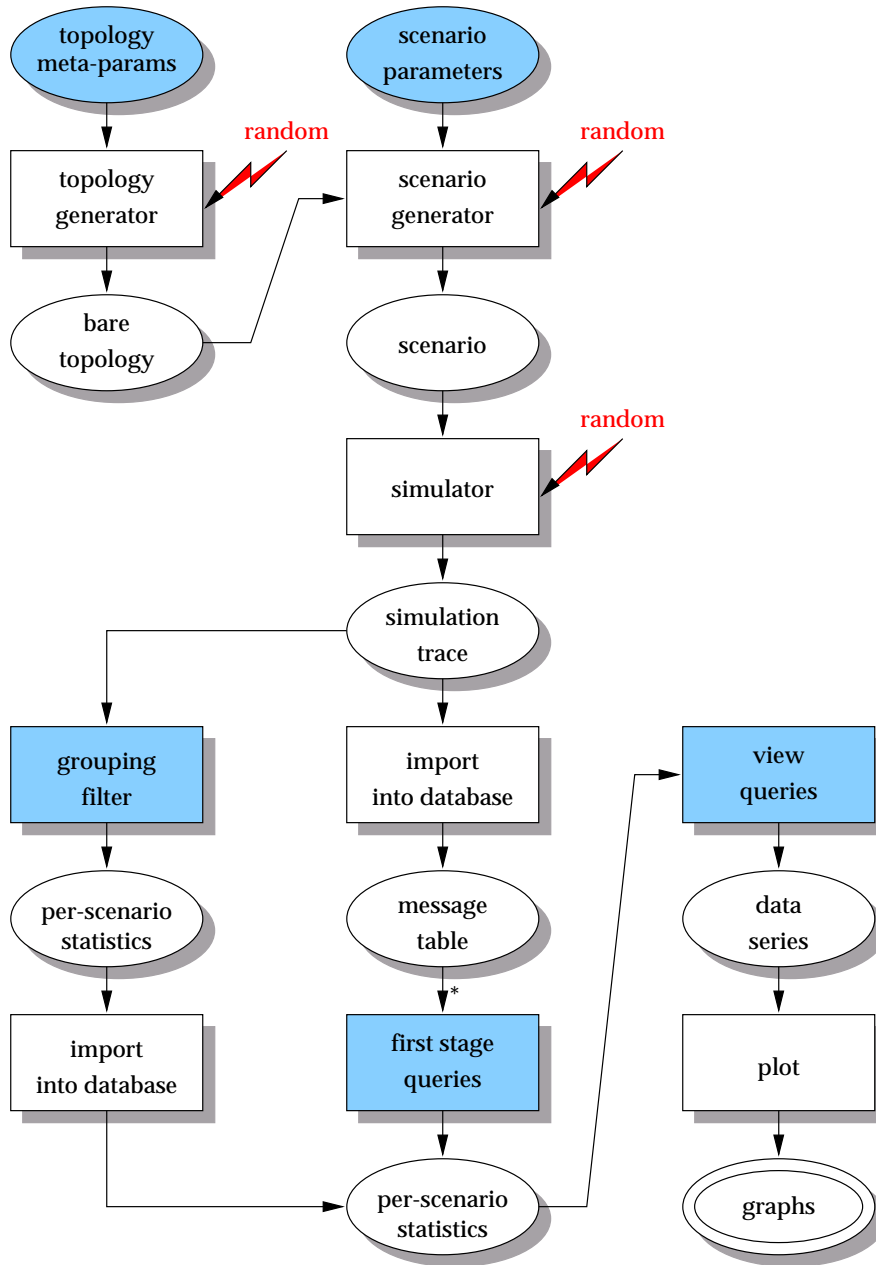 topology
meta-params
scenario
parameters
random
random
topology
generator
scenario
generator
bare
topology
scenario
random
simulator
simulation
trace
grouping
filter
import
into database
view
queries
per-scenario
statistics
message
table
data
series
*
import
into database
first stage
queries
plot
per-scenario
statistics
graphs